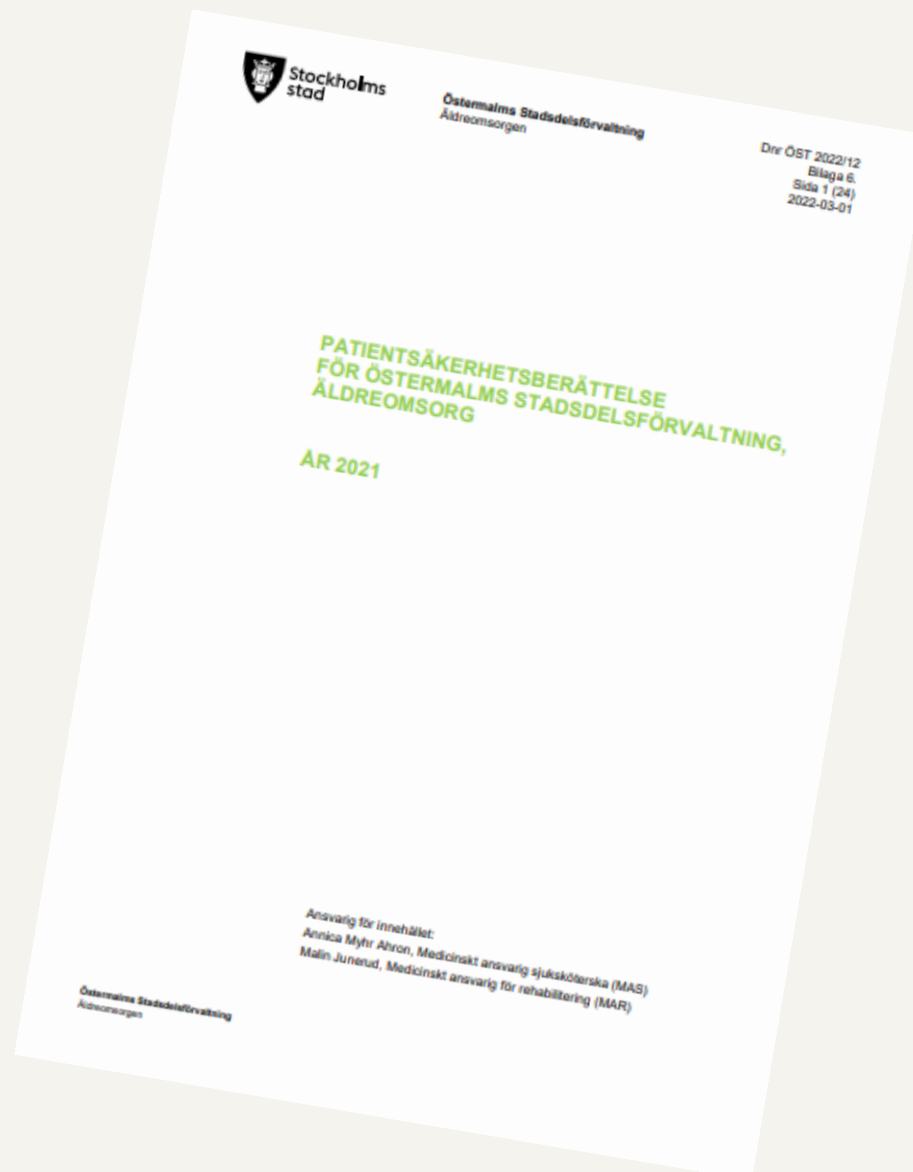 Stockholms
stad
Östermalms Stadsdelsförvaltning
Äldreomsorgen
Dnr ÖST 2022/12
Bilaga 6.
Sida 1 (24)
2022-03-01
PATIENTSÄKERHETSBERÄTTELSE
FÖR ÖSTERMALMS STADSDELSFÖRVALTNING,
ÄLDREOMSORG
ÅR 2021
Ansvarig för innehållet:
Annica Myhr Ahron, Medicinskt ansvarig sjuksköterska (MAS)
Malin Junerud, Medicinskt ansvarig för rehabilitering (MAR)
Östermalms Stadsdelsförvaltning
Äldreomsorgen